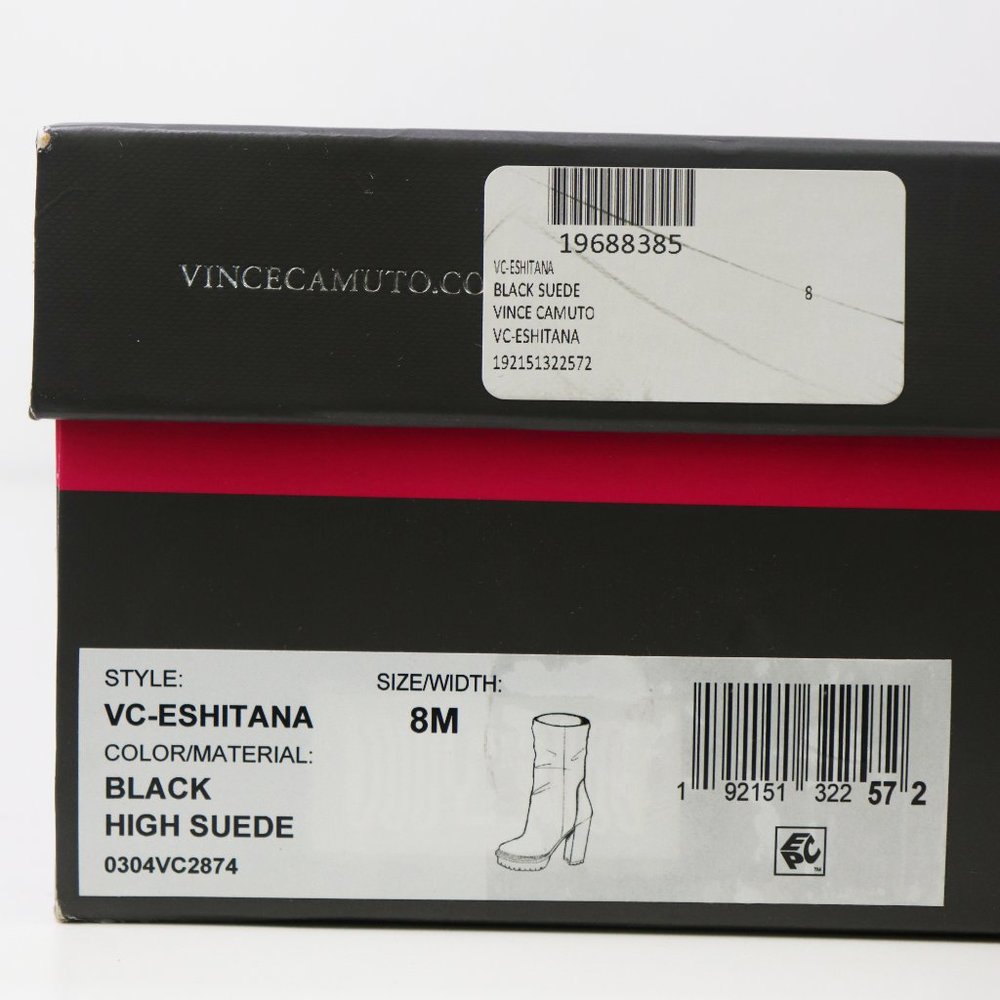 VINCECAMUTO.CO
19688385
VC-ESHITANA
BLACK SUEDE
8
VINCE CAMUTO
VC-ESHITANA
192151322572
STYLE:
VC-ESHITANA
COLOR/MATERIAL:
BLACK
HIGH SUEDE
0304VC2874
SIZE/WIDTH:
8M
1 92151 322 57 2
EPC
TM